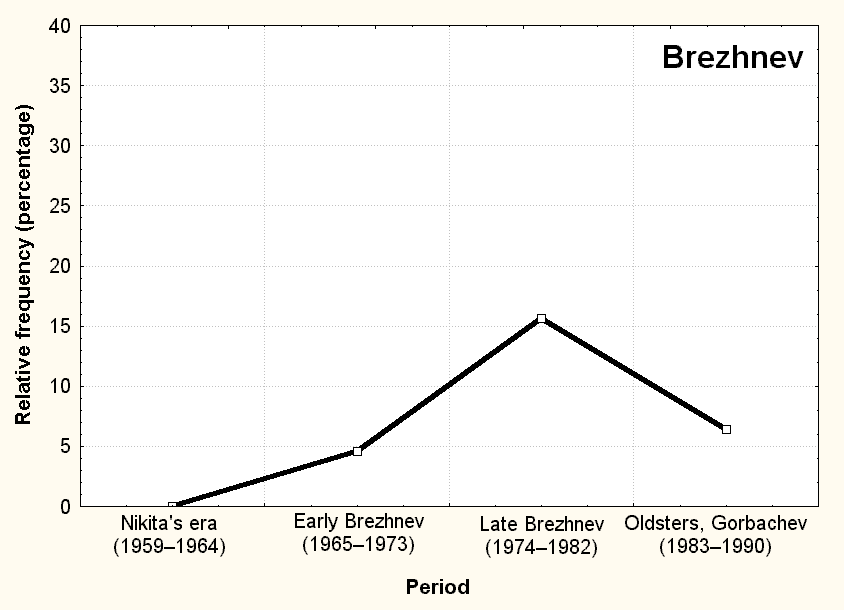 Brezhnev
Relative frequency (percentage)
40
35
30
25
20
15
10
5
0
Nikita's era
(1959–1964)
Early Brezhnev
(1965–1973)
Late Brezhnev
(1974–1982)
Oldsters, Gorbachev
(1983–1990)
Period